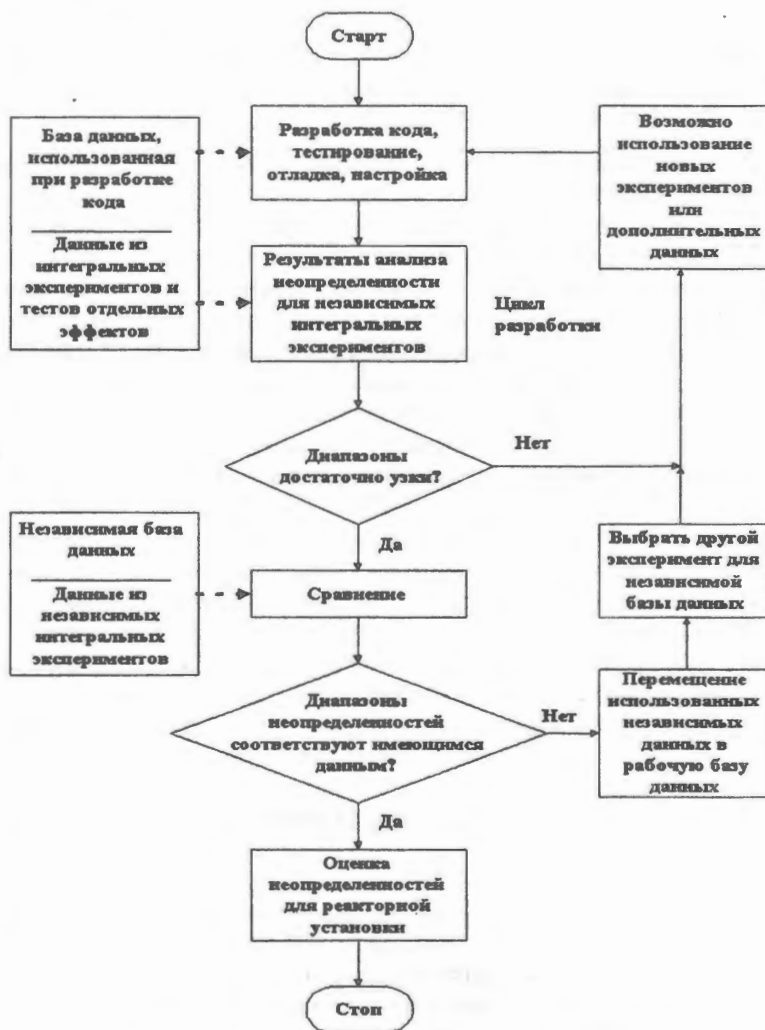 Старт
База данных,
использованная
при разработке
кода
Данные из
интегральных
экспериментов и
тестов отдельных
эффектов
Разработка кода,
тестирование,
отладка, настройка
Возможно
использование
новых
экспериментов
или
дополнительных
данных
Результаты анализа
неопределенности
для независимых
интегральных
экспериментов
Цикл
разработки
Диапазоны
достаточно узки?
Нет
Да
Независимая база
данных
Данные из
независимых
интегральных
экспериментов
Сравнение
Выбрать другой
эксперимент для
независимой
базы данных
Диапазоны
неопределенностей
соответствуют имеющимся
данным?
Нет
Перемещение
использованных
независимых
данных в
рабочую базу
данных
Да
Оценка
неопределенностей
для реакторной
установки
Стоп